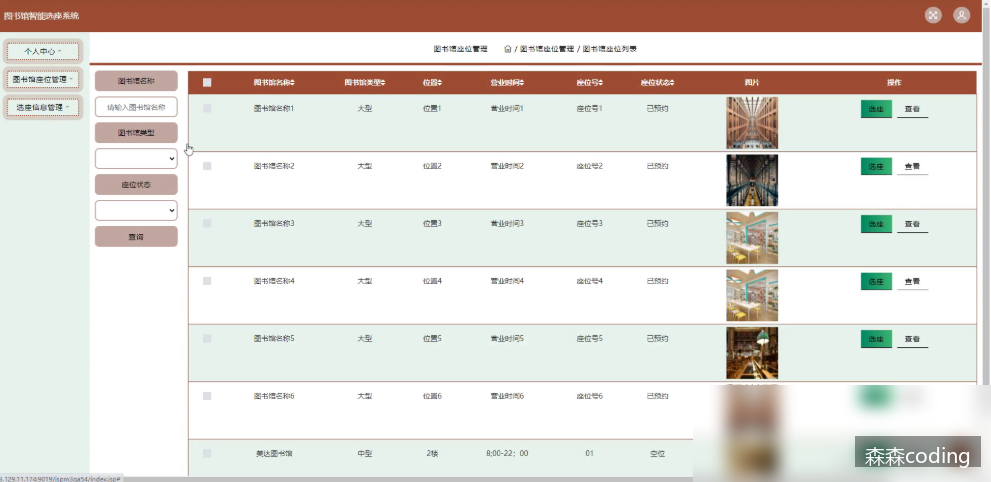 图书馆智能选座系统
图书馆座位管理 / 图书馆座位管理 / 图书馆座位列表
个人中心
图书馆座位管理
选座信息管理
图书馆名称
请输入图书馆名称
图书馆类型
座位状态
查询
图书馆名称 图书馆类型 位置 营业时间 座位号 座位状态 图片 操作
图书馆名称1 大型 位置1 营业时间1 座位号1 已预约 选座 查看
图书馆名称2 大型 位置2 营业时间2 座位号2 已预约 选座 查看
图书馆名称3 大型 位置3 营业时间3 座位号3 已预约 选座 查看
图书馆名称4 大型 位置4 营业时间4 座位号4 已预约 选座 查看
图书馆名称5 大型 位置5 营业时间5 座位号5 已预约 选座 查看
图书馆名称6 大型 位置6 营业时间6 座位号6 已预约
美达图书馆 中型 2楼 8;00-22；00 01 空位
森森coding